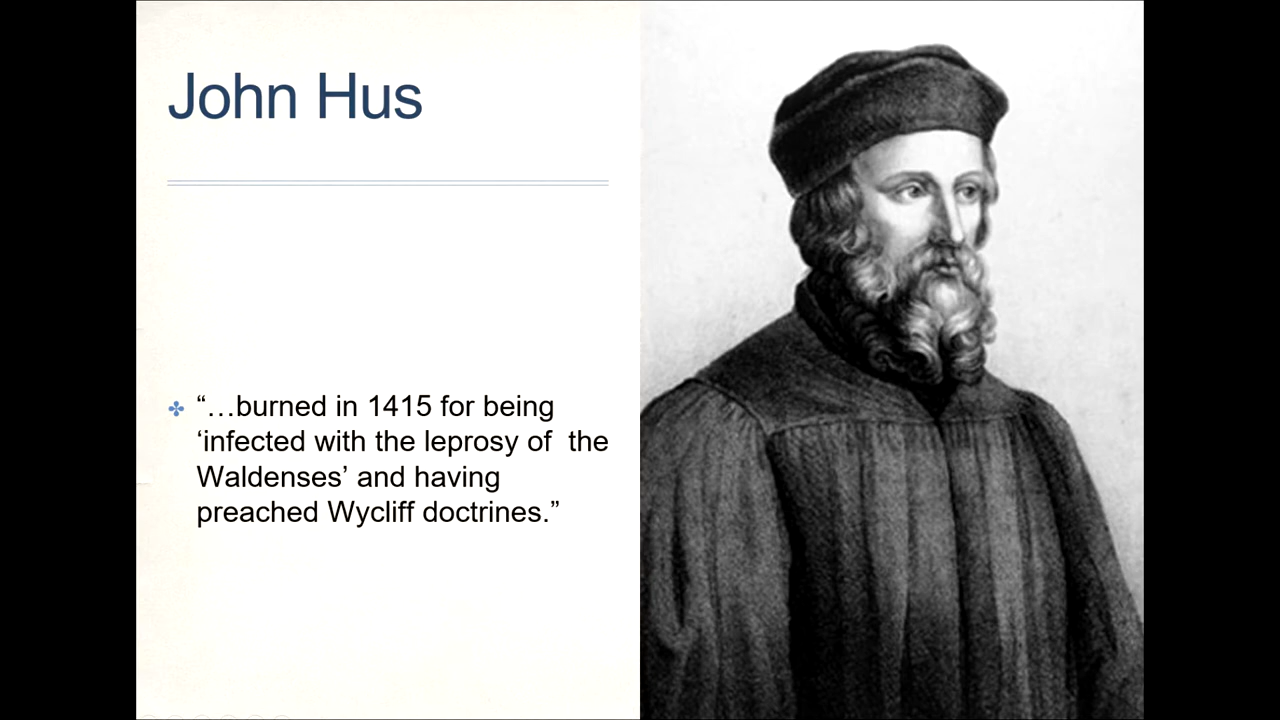 John Hus
“…burned in 1415 for being
‘infected with the leprosy of  the
Waldenses’ and having
preached Wycliff doctrines.”